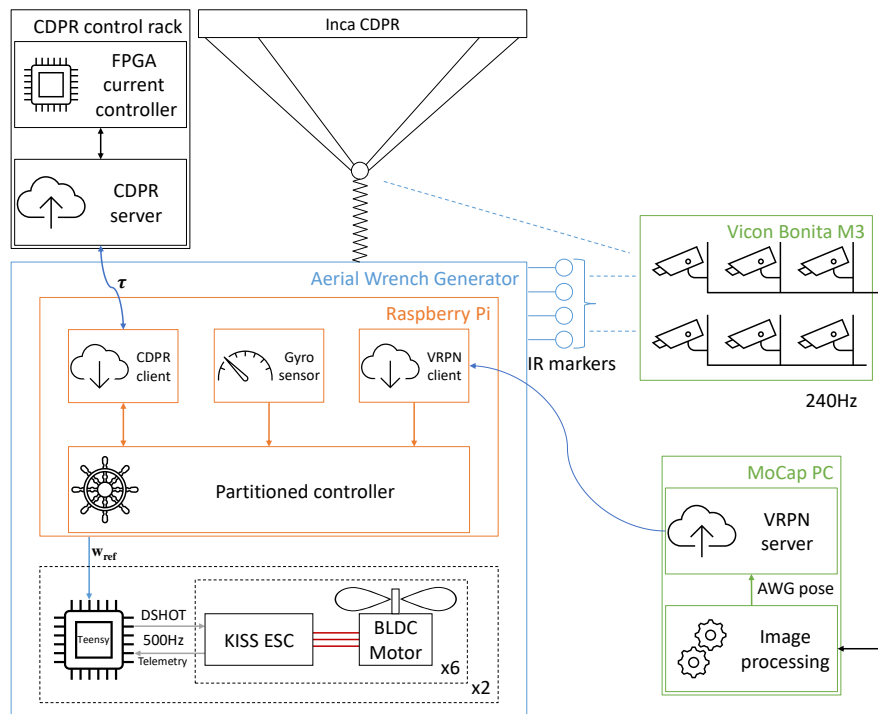 CDPR control rack
FPGA
current
controller
CDPR
server
Inca CDPR
τ
Aerial Wrench Generator
Raspberry Pi
CDPR
client
Gyro
sensor
VRPN
client
Partitioned controller
IR markers
Vicon Bonita M3
240Hz
MoCap PC
VRPN
server
AWG pose
Image
processing
w_ref
Teensy
DSHOT
500Hz
Telemetry
KISS ESC
BLDC
Motor
x6
x2